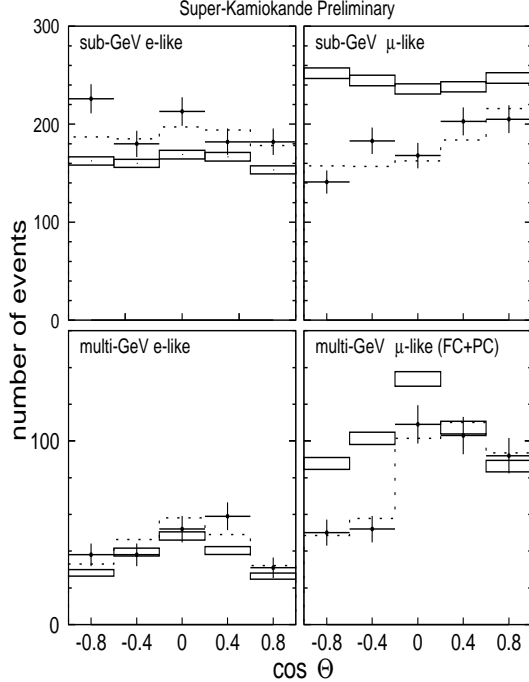 Super-Kamiokande Preliminary
300
sub-GeV e-like
sub-GeV μ-like
200
100
0
number of events
multi-GeV e-like
multi-GeV μ-like (FC+PC)
100
0
-0.8 -0.4 0 0.4 0.8 -0.8 -0.4 0 0.4 0.8
cos Θ